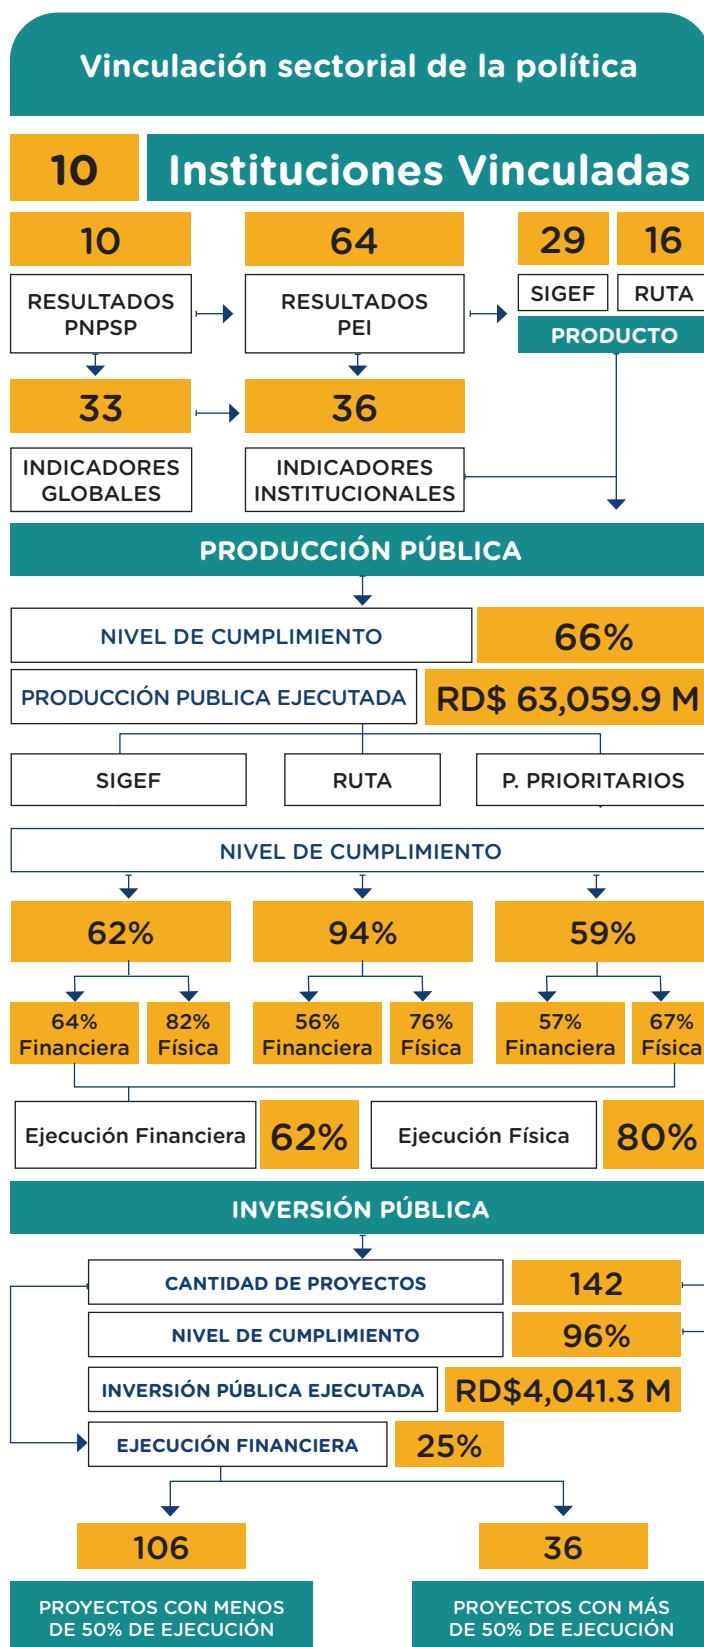 Vinculación sectorial de la política
10
Instituciones Vinculadas
10
64
29
16
RESULTADOS
PNPSP
RESULTADOS
PEI
SIGEF
RUTA
PRODUCTO
33
36
INDICADORES
GLOBALES
INDICADORES
INSTITUCIONALES
PRODUCCIÓN PÚBLICA
NIVEL DE CUMPLIMIENTO
66%
PRODUCCIÓN PUBLICA EJECUTADA
RD$ 63,059.9 M
SIGEF
RUTA
P. PRIORITARIOS
NIVEL DE CUMPLIMIENTO
62%
94%
59%
64%
Financiera
82%
Física
56%
Financiera
76%
Física
57%
Financiera
67%
Física
Ejecución Financiera
62%
Ejecución Física
80%
INVERSIÓN PÚBLICA
CANTIDAD DE PROYECTOS
142
NIVEL DE CUMPLIMIENTO
96%
INVERSIÓN PÚBLICA EJECUTADA
RD$4,041.3 M
EJECUCIÓN FINANCIERA
25%
106
36
PROYECTOS CON MENOS
DE 50% DE EJECUCIÓN
PROYECTOS CON MÁS
DE 50% DE EJECUCIÓN